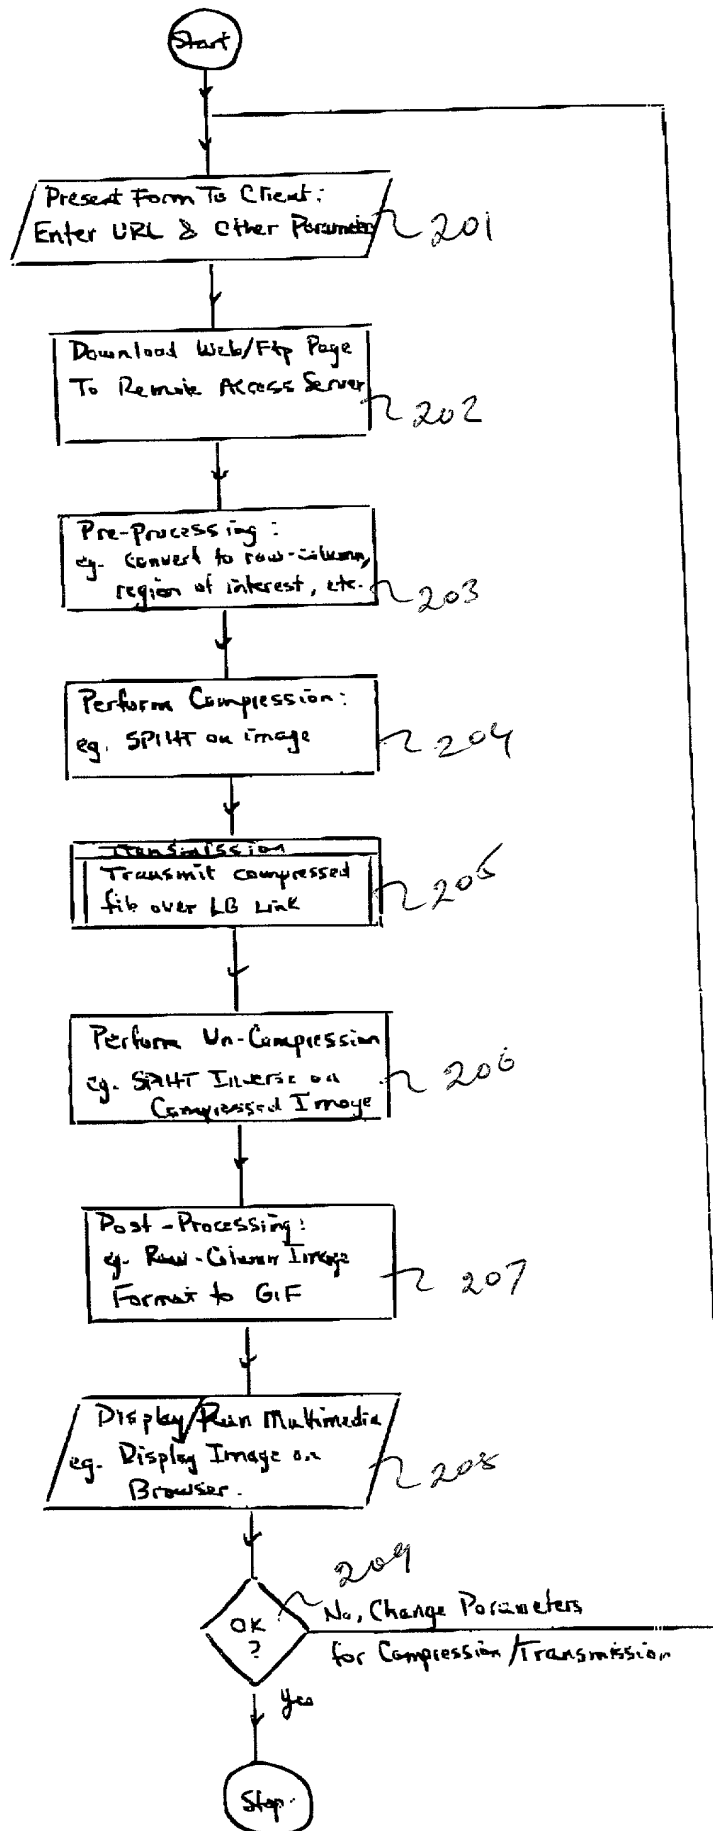 Start
Present Form To Client:
Enter URL & Other Parameter
201
Download Web/Ftp Page
To Remote Access Server
202
Pre-Processing:
eg. Convert to row-column,
region of interest, etc.
203
Perform Compression:
eg. SPIHT on image
204
Transmission
Transmit compressed
file over LB Link
205
Perform Un-Compression
eg. SPIHT Inverse on
Compressed Image
206
Post-Processing:
eg. Row-Column Image
Format to GIF
207
Display/Run Multimedia
eg. Display Image on
Browser.
208
209
OK
?
No, Change Parameters
for Compression/Transmission
Yes
Stop.